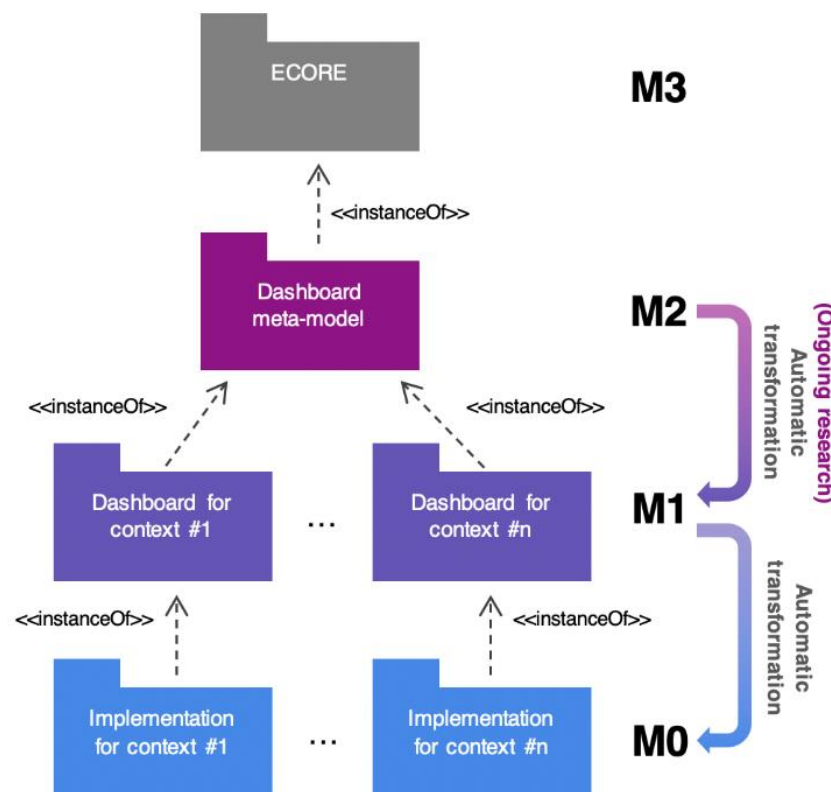 ECORE
M3
<<instanceOf>>
Dashboard
meta-model
M2
(Ongoing research)
Automatic
transformation
<<instanceOf>>
<<instanceOf>>
Dashboard for
context #1
...
Dashboard for
context #n
M1
<<instanceOf>>
<<instanceOf>>
Automatic
transformation
Implementation
for context #1
...
Implementation
for context #n
M0